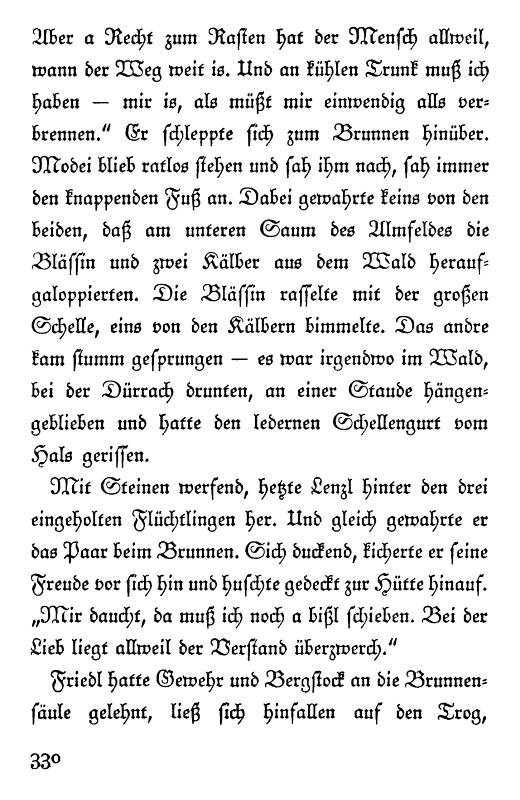 Aber a Recht zum Rasten hat der Mensch allweil,
wann der Weg weit is. Und an kühlen Trunk muß ich
haben — mir is, als müßt mir einwendig alls ver-
brennen.“ Er schleppte sich zum Brunnen hinüber.
Modei blieb ratlos stehen und sah ihm nach, sah immer
den knappenden Fuß an. Dabei gewahrte keins von den
beiden, daß am unteren Saum des Almfeldes die
Blässin und zwei Kälber aus dem Wald herauf-
galoppierten. Die Blässin rasselte mit der großen
Schelle, eins von den Kälbern bimmelte. Das andre
kam stumm gesprungen — es war irgendwo im Wald,
bei der Dürrach drunten, an einer Staude hängen-
geblieben und hatte den ledernen Schellengurt vom
Hals gerissen.
Mit Steinen werfend, hetzte Lenzl hinter den drei
eingeholten Flüchtlingen her. Und gleich gewahrte er
das Paar beim Brunnen. Sich duckend, kicherte er seine
Freude vor sich hin und huschte gedeckt zur Hütte hinauf.
„Mir daucht, da muß ich noch a bißl schieben. Bei der
Lieb liegt allweil der Verstand überzwerch.“
Friedl hatte Gewehr und Bergstock an die Brunnen-
säule gelehnt, ließ sich hinfallen auf den Trog,
330